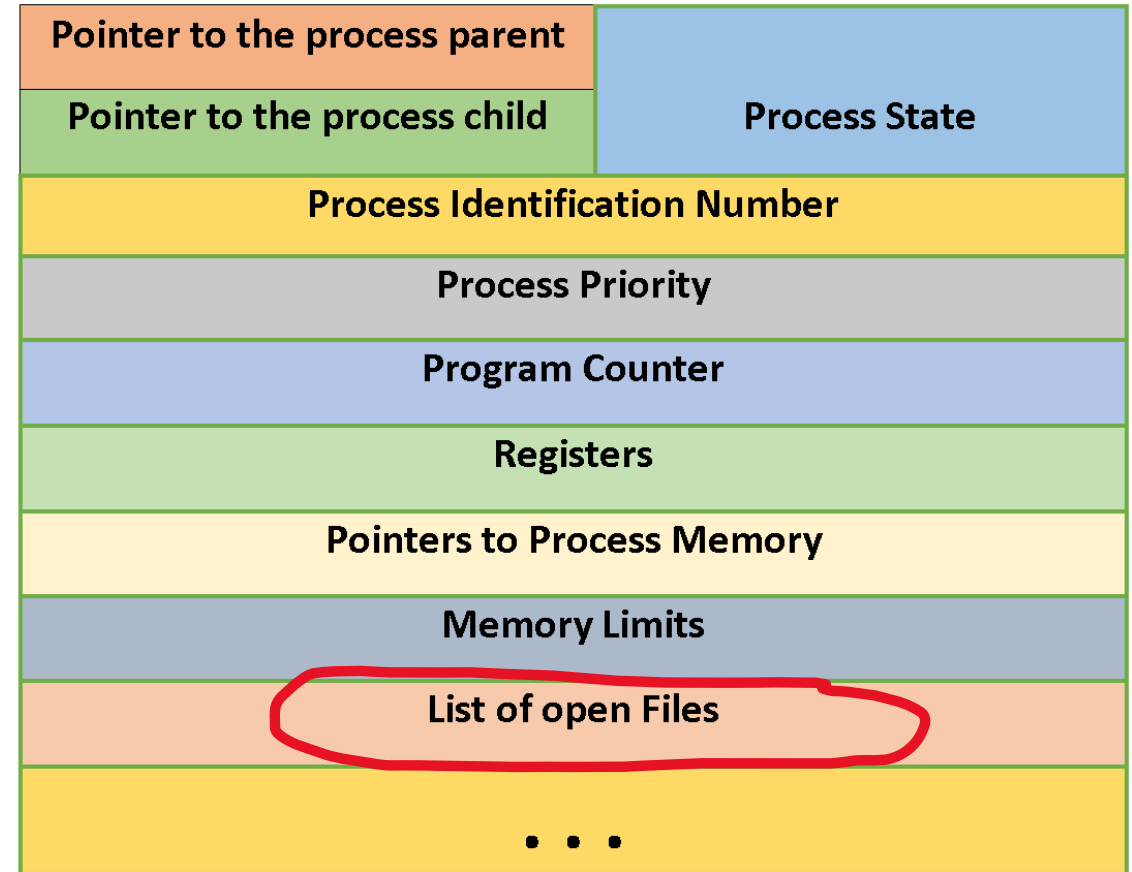 Pointer to the process parent
Pointer to the process child
Process State
Process Identification Number
Process Priority
Program Counter
Registers
Pointers to Process Memory
Memory Limits
List of open Files
. . .